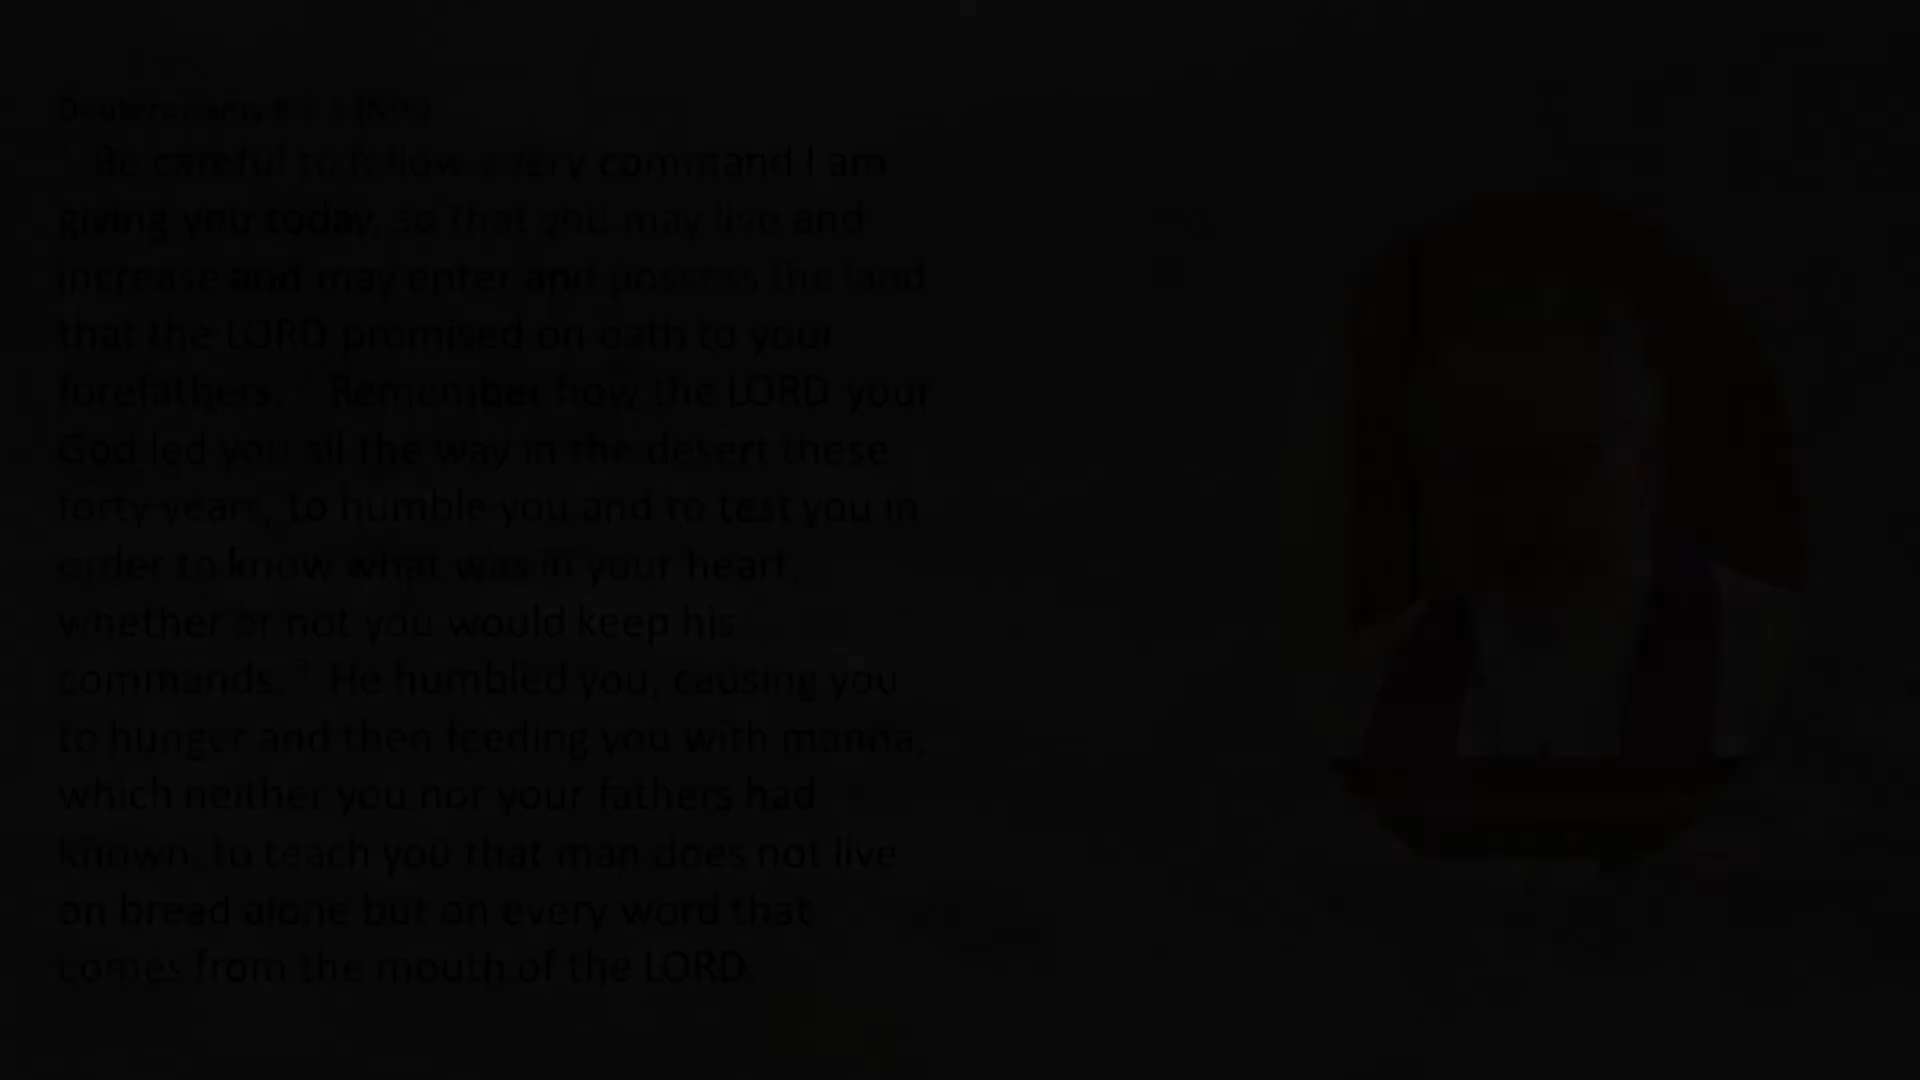 Deuteronomy 8:1-3 (NIV)
Be careful to follow every command I am
giving you today, so that you may live and
increase and may enter and possess the land
that the LORD promised on oath to your
forefathers. Remember how the LORD your
God led you all the way in the desert these
forty years, to humble you and to test you in
order to know what was in your heart,
whether or not you would keep his
commands. 3 He humbled you, causing you
to hunger and then feeding you with manna,
which neither you nor your fathers had
known, to teach you that man does not live
on bread alone but on every word that
comes from the mouth of the LORD.